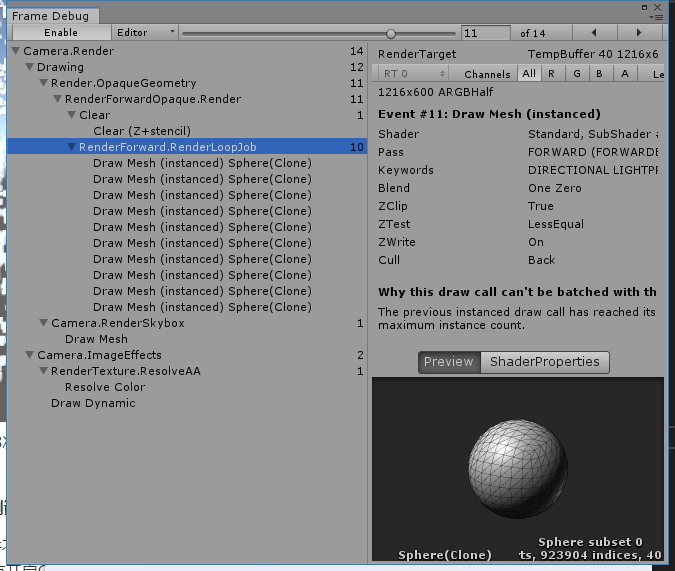 Frame Debug
Enable
Editor
11
of 14
Camera.Render 14
Drawing 12
Render.OpaqueGeometry 11
RenderForwardOpaque.Render 11
Clear 1
Clear (Z+stencil)
RenderForward.RenderLoopJob 10
Draw Mesh (instanced) Sphere(Clone)
Draw Mesh (instanced) Sphere(Clone)
Draw Mesh (instanced) Sphere(Clone)
Draw Mesh (instanced) Sphere(Clone)
Draw Mesh (instanced) Sphere(Clone)
Draw Mesh (instanced) Sphere(Clone)
Draw Mesh (instanced) Sphere(Clone)
Draw Mesh (instanced) Sphere(Clone)
Draw Mesh (instanced) Sphere(Clone)
Draw Mesh (instanced) Sphere(Clone)
Camera.RenderSkybox 1
Draw Mesh
Camera.ImageEffects 2
RenderTexture.ResolveAA 1
Resolve Color
Draw Dynamic
RenderTarget TempBuffer 40 1216x6
RT 0 Channels All R G B A Le
1216x600 ARGBHalf
Event #11: Draw Mesh (instanced)
Shader Standard, SubShader #
Pass FORWARD (FORWARDE
Keywords DIRECTIONAL LIGHTPR
Blend One Zero
ZClip True
ZTest LessEqual
ZWrite On
Cull Back
Why this draw call can't be batched with th
The previous instanced draw call has reached its
maximum instance count.
Preview ShaderProperties
Sphere subset 0
Sphere(Clone) ts, 923904 indices, 40